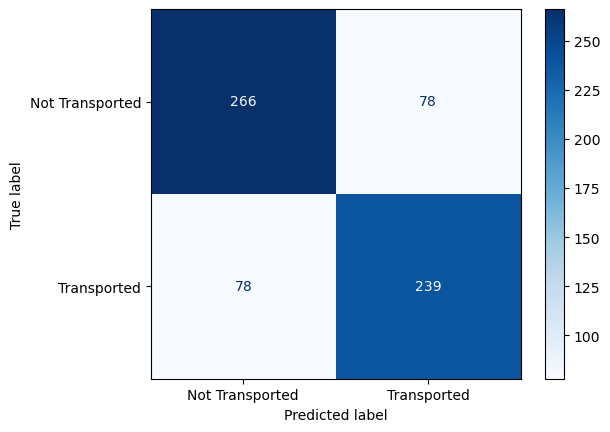 Not Transported
266
78
Transported
78
239
Not Transported
Transported
Predicted label
True label
250
225
200
175
150
125
100